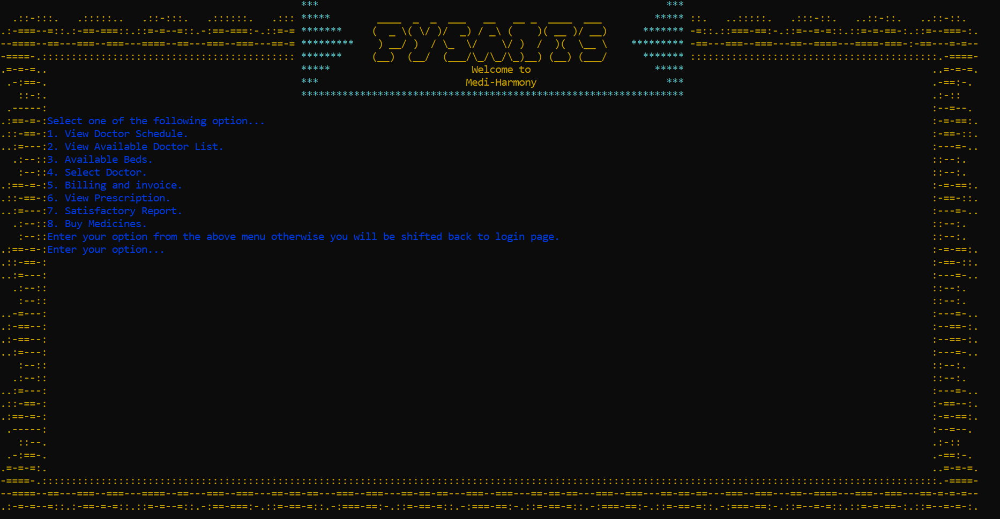 Welcome to
Medi-Harmony
Select one of the following option...
1. View Doctor Schedule.
2. View Available Doctor List.
3. Available Beds.
4. Select Doctor.
5. Billing and invoice.
6. View Prescription.
7. Satisfactory Report.
8. Buy Medicines.
Enter your option from the above menu otherwise you will be shifted back to login page.
Enter your option...